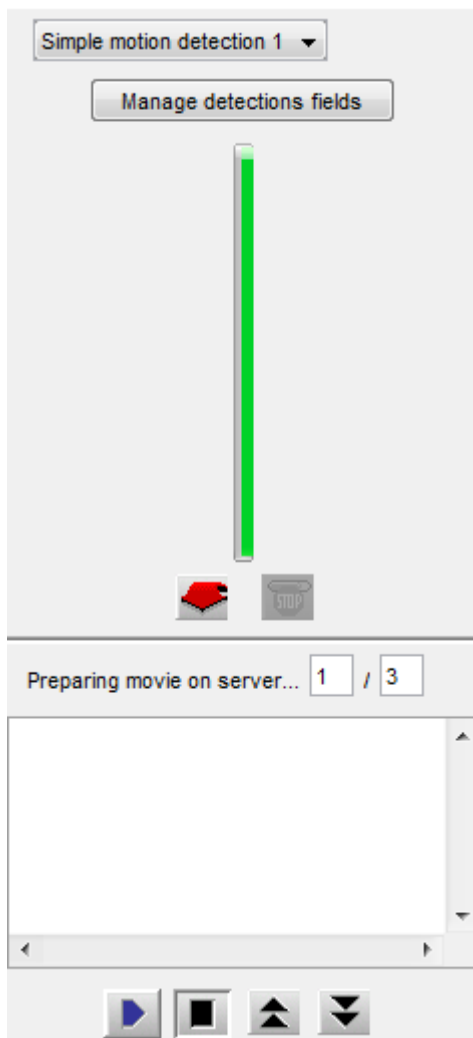 Simple motion detection 1
Manage detections fields
STOP
Preparing movie on server... 1 / 3